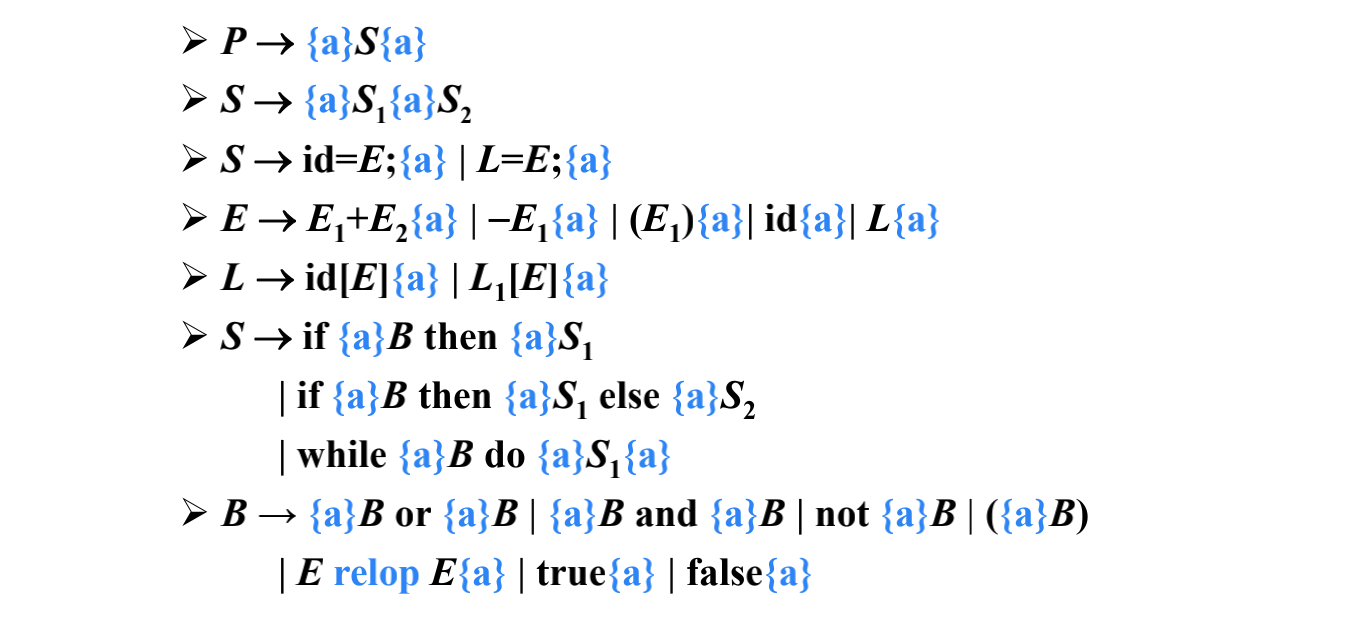 ➢ P → {a}S{a}
➢ S → {a}S₁{a}S₂
➢ S → id=E;{a} | L=E;{a}
➢ E → E₁+E₂{a} | −E₁{a} | (E₁){a}| id{a}| L{a}
➢ L → id[E]{a} | L₁[E]{a}
➢ S → if {a}B then {a}S₁
| if {a}B then {a}S₁ else {a}S₂
| while {a}B do {a}S₁{a}
➢ B → {a}B or {a}B | {a}B and {a}B | not {a}B | ({a}B)
| E relop E{a} | true{a} | false{a}